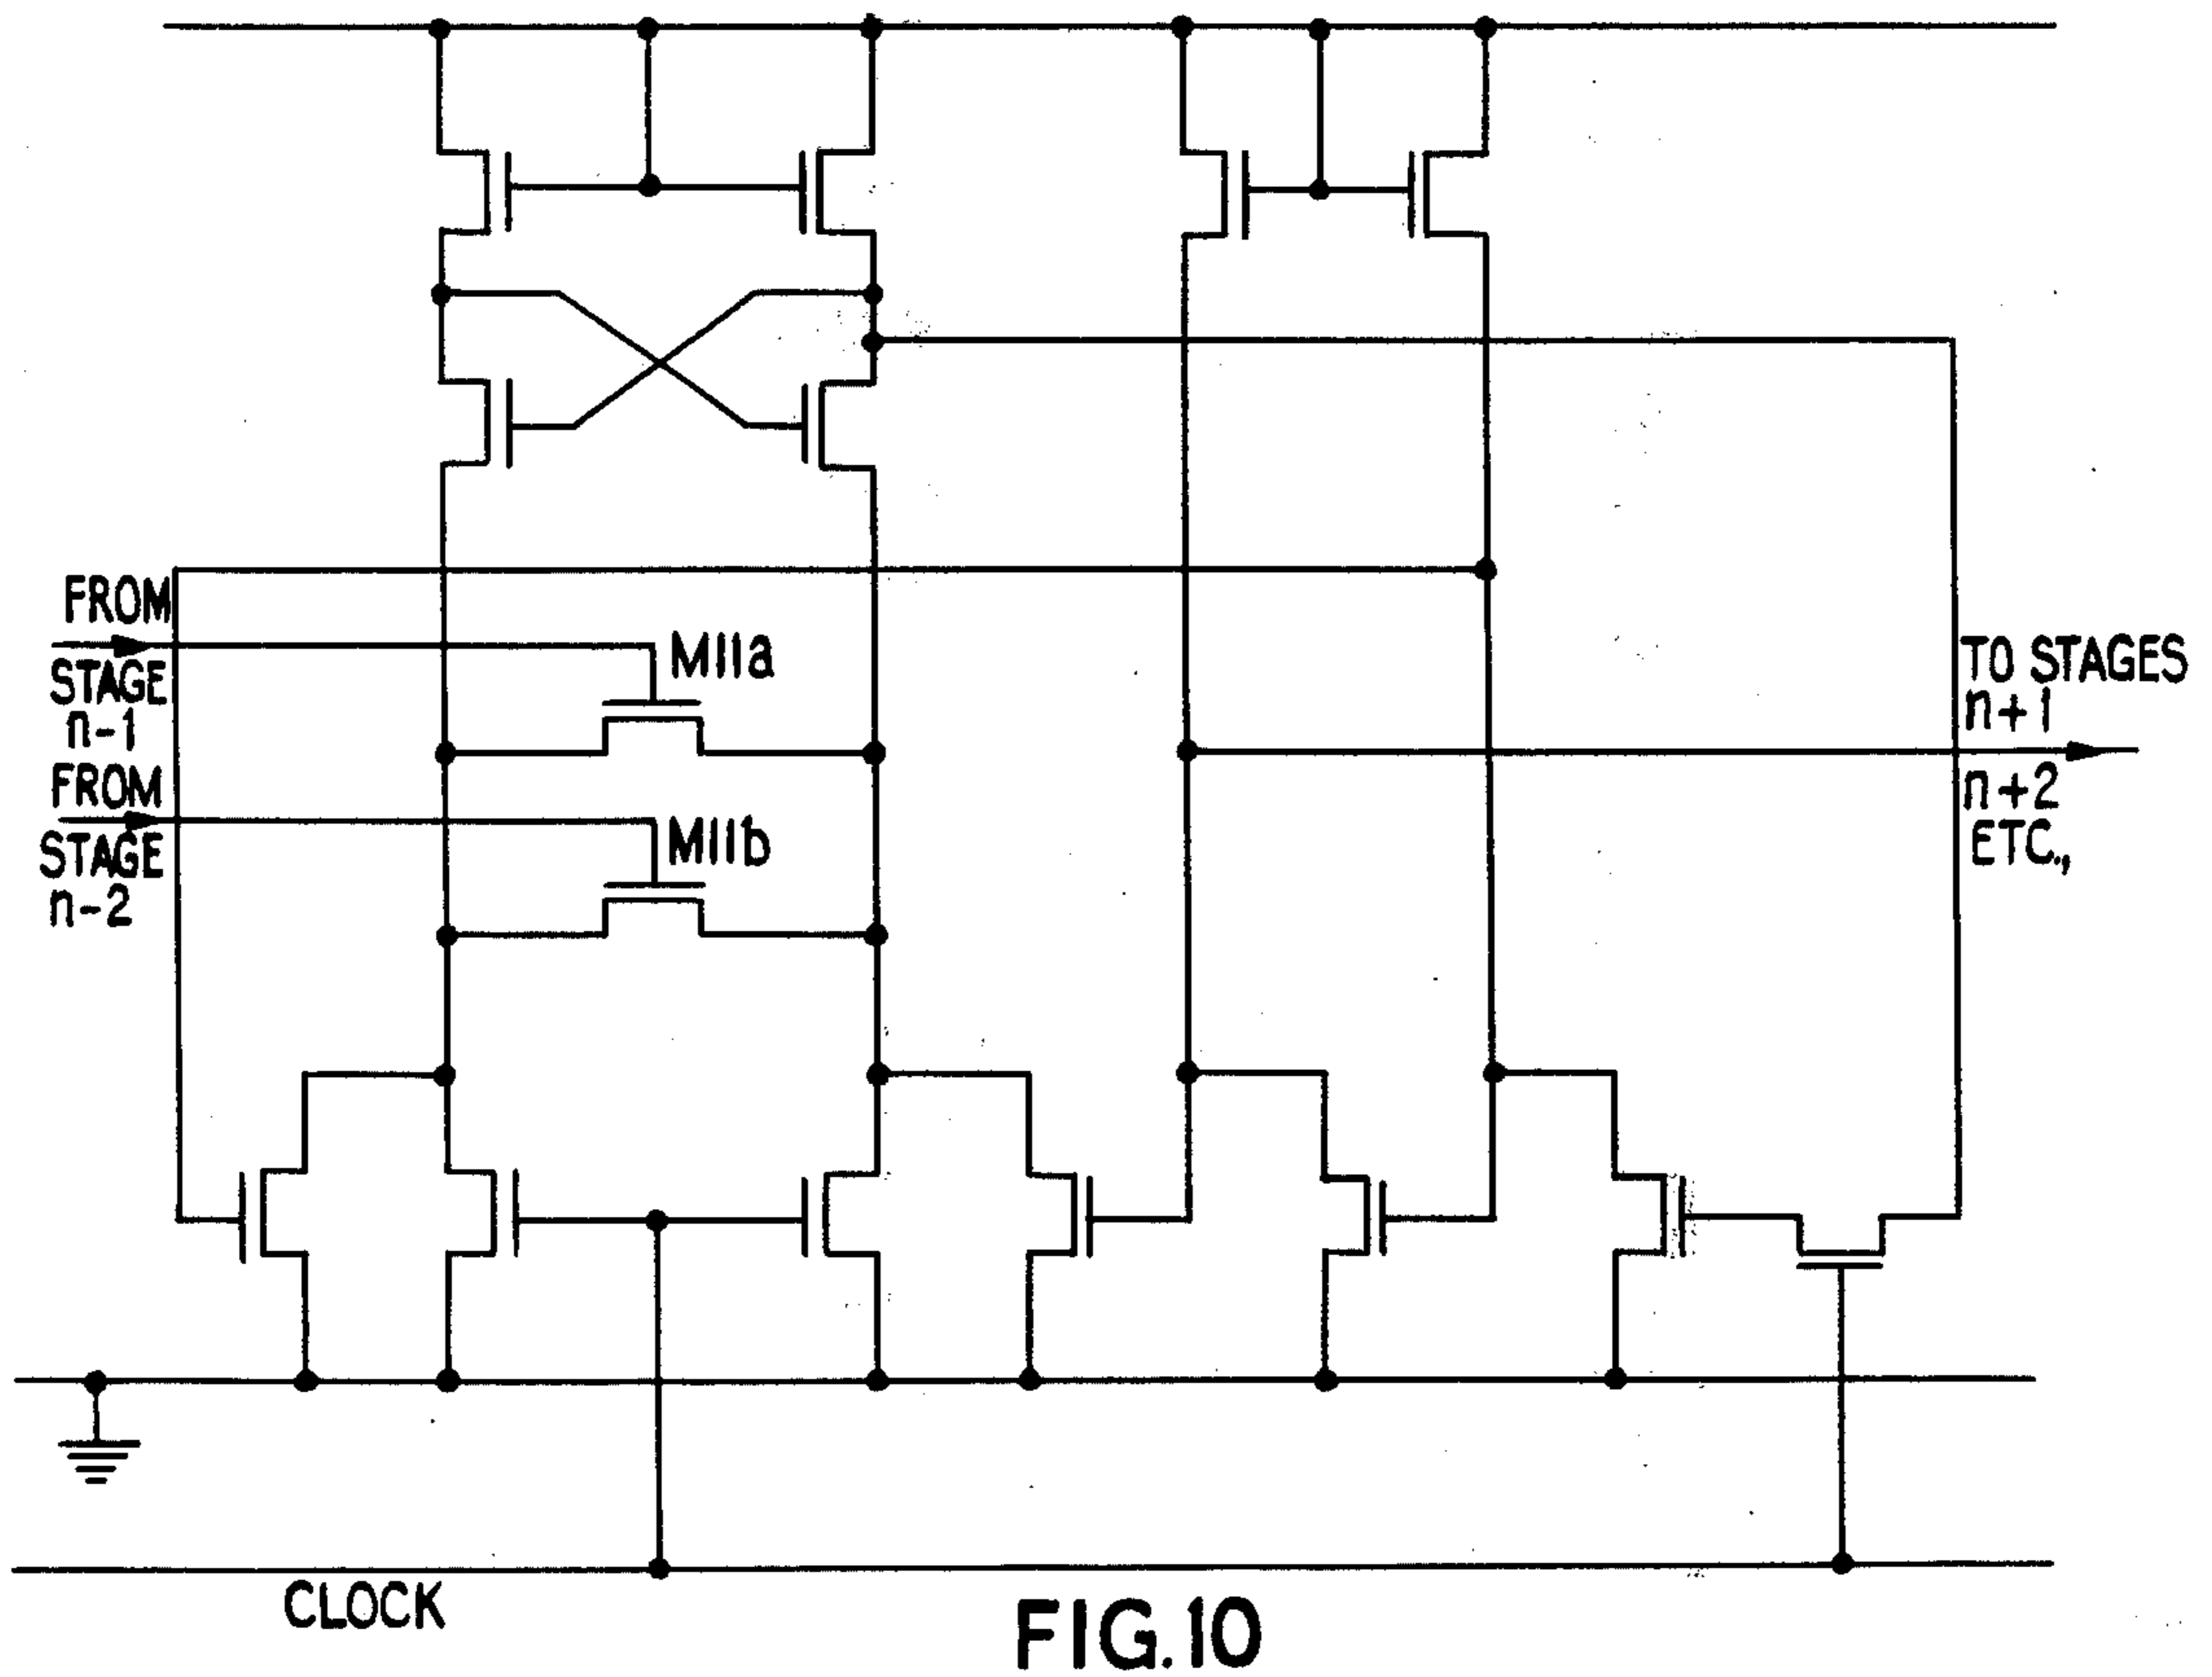 FROM
STAGE
n-1
M11a
FROM
STAGE
n-2
M11b
TO STAGES
n+1
n+2
ETC.,
CLOCK
FIG.10